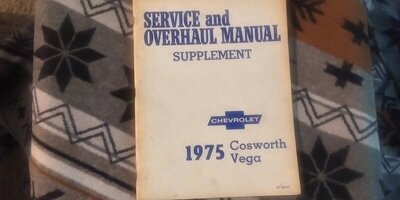 SERVICE and
OVERHAUL MANUAL
SUPPLEMENT
CHEVROLET
1975 Cosworth
Vega